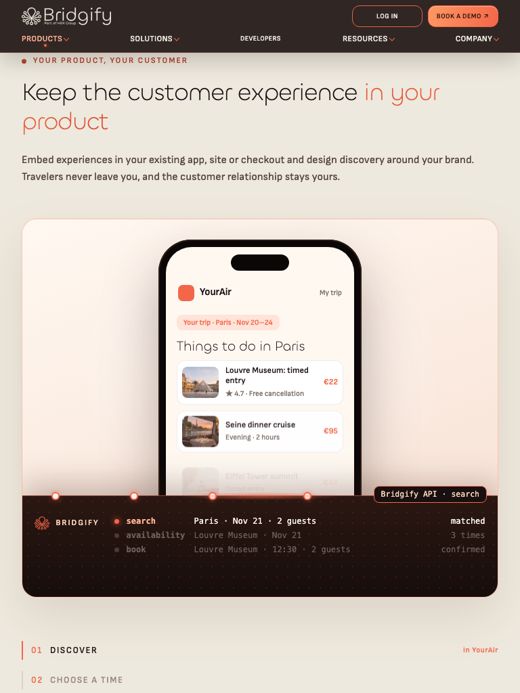 Bridgify
Part of H&H Group
LOG IN
BOOK A DEMO ↗
PRODUCTS
SOLUTIONS
DEVELOPERS
RESOURCES
COMPANY
YOUR PRODUCT, YOUR CUSTOMER
Keep the customer experience in your
product
Embed experiences in your existing app, site or checkout and design discovery around your brand.
Travelers never leave you, and the customer relationship stays yours.
YourAir
My trip
Your trip · Paris · Nov 20–24
Things to do in Paris
Louvre Museum: timed
entry
€22
★ 4.7 · Free cancellation
Seine dinner cruise
€95
Evening · 2 hours
Eiffel Tower summit
Bridgify API · search
BRIDGIFY
search Paris · Nov 21 · 2 guests matched
availability Louvre Museum · Nov 21 3 times
book Louvre Museum · 12:30 · 2 guests confirmed
01 DISCOVER
in YourAir
02 CHOOSE A TIME